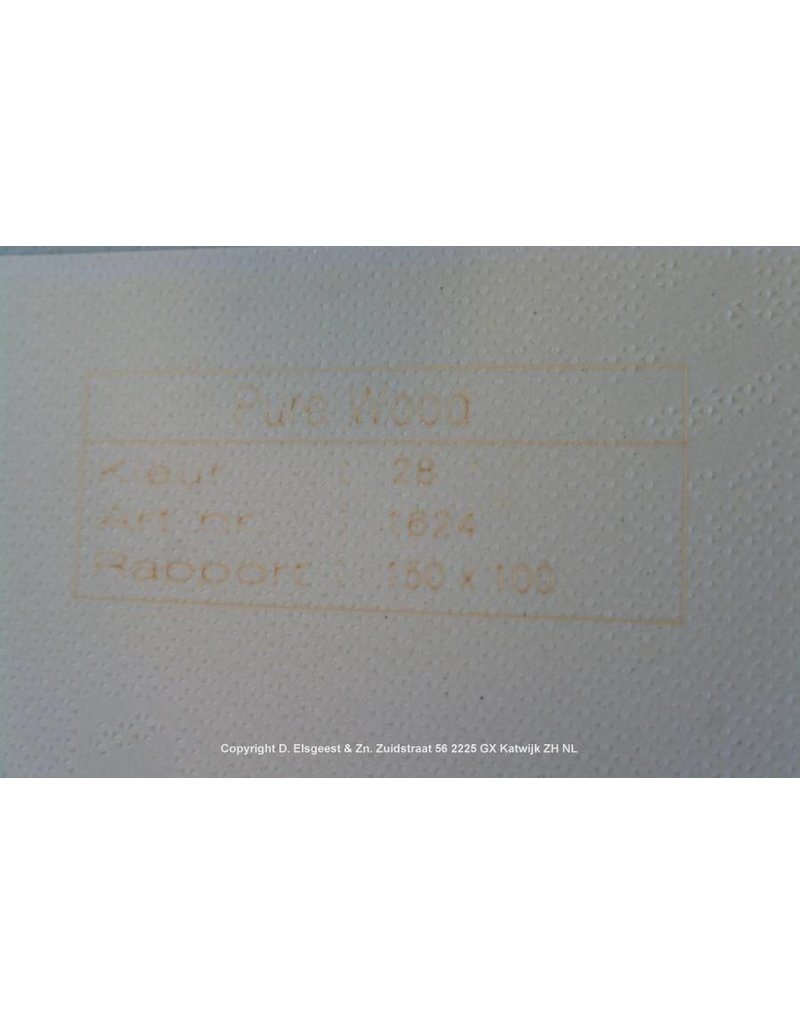 Pure Wood
Kleur : 28
Art nr. : 1624
Rapport : 150 x 100
Copyright D. Elsgeest & Zn. Zuidstraat 56 2225 GX Katwijk ZH NL